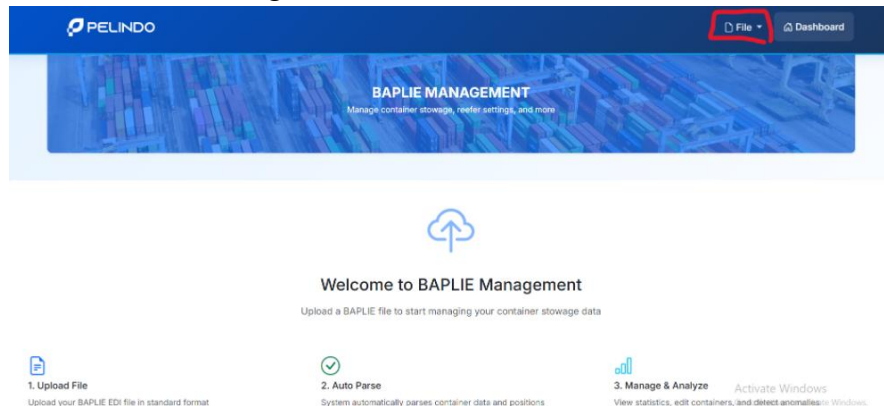 PELINDO
File
Dashboard
BAPLIE MANAGEMENT
Manage container stowage, reefer settings, and more
Welcome to BAPLIE Management
Upload a BAPLIE file to start managing your container stowage data
1. Upload File
Upload your BAPLIE EDI file in standard format
2. Auto Parse
System automatically parses container data and positions
3. Manage & Analyze
View statistics, edit containers, and detect anomalies
Activate Windows